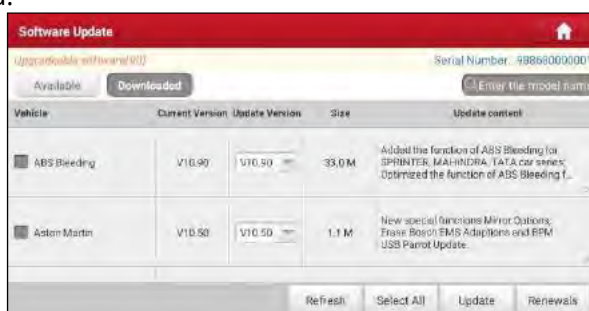 Software Update
Upgradeable software(90)
Serial Number 98868000000
Available
Downloaded
Enter the model name
Vehicle
Current Version
Update Version
Size
Update content
ABS Bleeding
V10.90
V10.90
33.0 M
Added the function of ABS Bleeding for
SPRINTER, MAHINDRA, TATA car series;
Optimized the function of ABS Bleeding f...
Aston Martin
V10.50
V10.50
1.1 M
New special functions Mirror Options,
Erase Bosch EMS Adaptions and BPM
USB Parrot Update.
Refresh
Select All
Update
Renewals